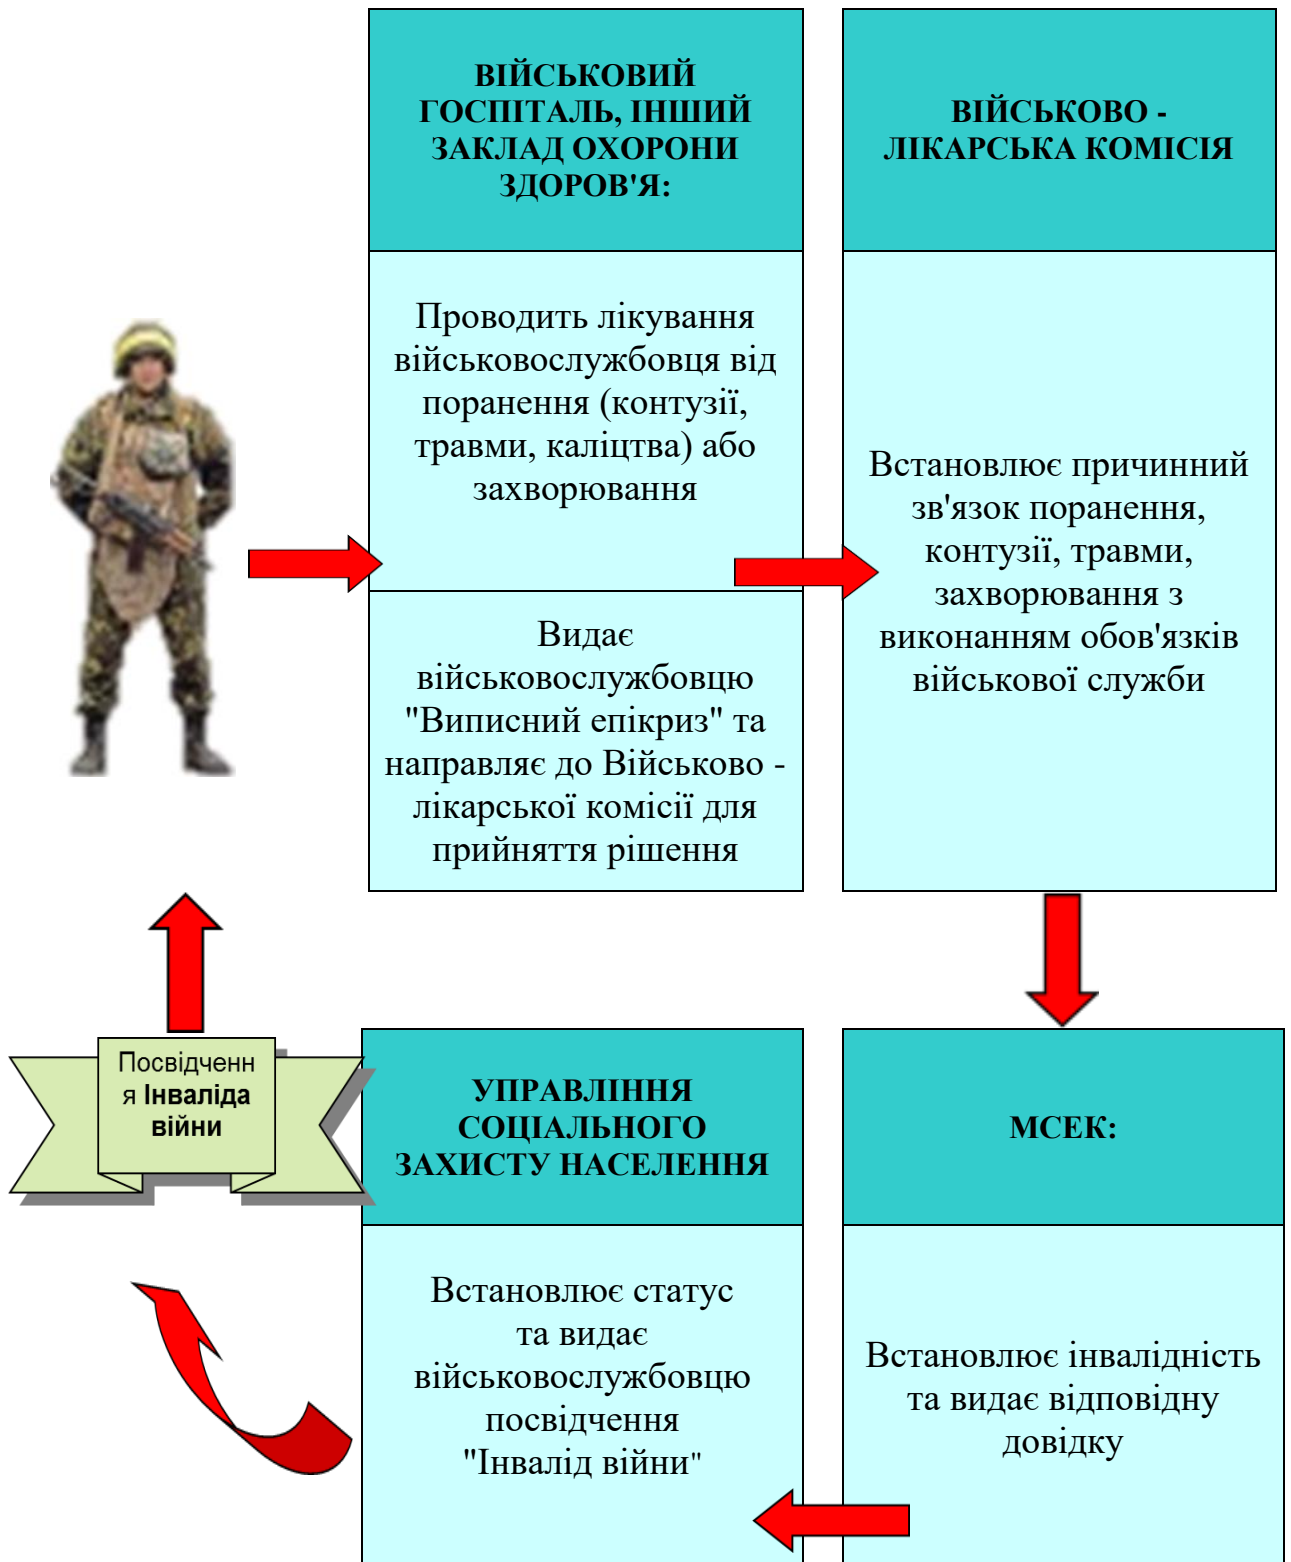 ВІЙСЬКОВИЙ
ГОСПІТАЛЬ, ІНШИЙ
ЗАКЛАД ОХОРОНИ
ЗДОРОВ'Я:
Проводить лікування
військовослужбовця від
поранення (контузії,
травми, каліцтва) або
захворювання
Видає
військовослужбовцю
"Виписний епікриз" та
направляє до Військово -
лікарської комісії для
прийняття рішення
ВІЙСЬКОВО -
ЛІКАРСЬКА КОМІСІЯ
Встановлює причинний
зв'язок поранення,
контузії, травми,
захворювання з
виконанням обов'язків
військової служби
МСЕК:
Встановлює інвалідність
та видає відповідну
довідку
УПРАВЛІННЯ
СОЦІАЛЬНОГО
ЗАХИСТУ НАСЕЛЕННЯ
Встановлює статус
та видає
військовослужбовцю
посвідчення
"Інвалід війни"
Посвідченн
я Інваліда
війни